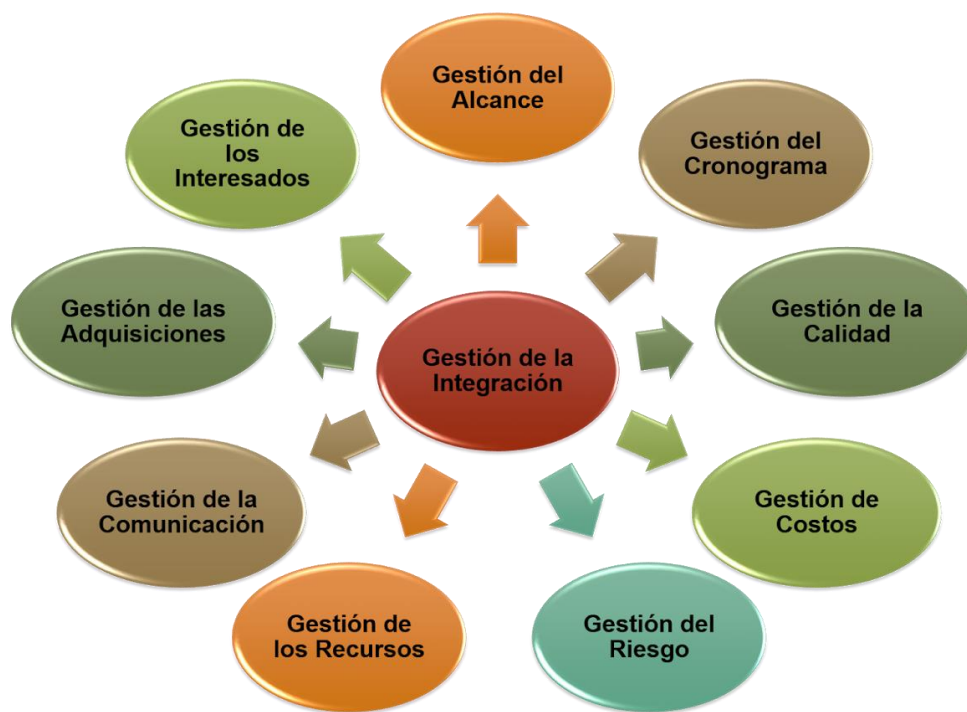 Gestión del
Alcance
Gestión del
Cronograma
Gestión de la
Calidad
Gestión de
Costos
Gestión del
Riesgo
Gestión de
los Recursos
Gestión de la
Comunicación
Gestión de las
Adquisiciones
Gestión de
los
Interesados
Gestión de la
Integración